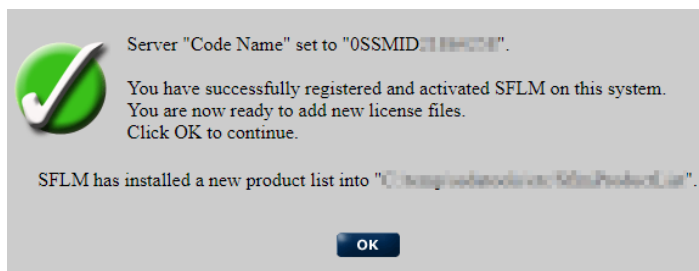 Server "Code Name" set to "0SSMID".
You have successfully registered and activated SFLM on this system.
You are now ready to add new license files.
Click OK to continue.
SFLM has installed a new product list into "".
OK